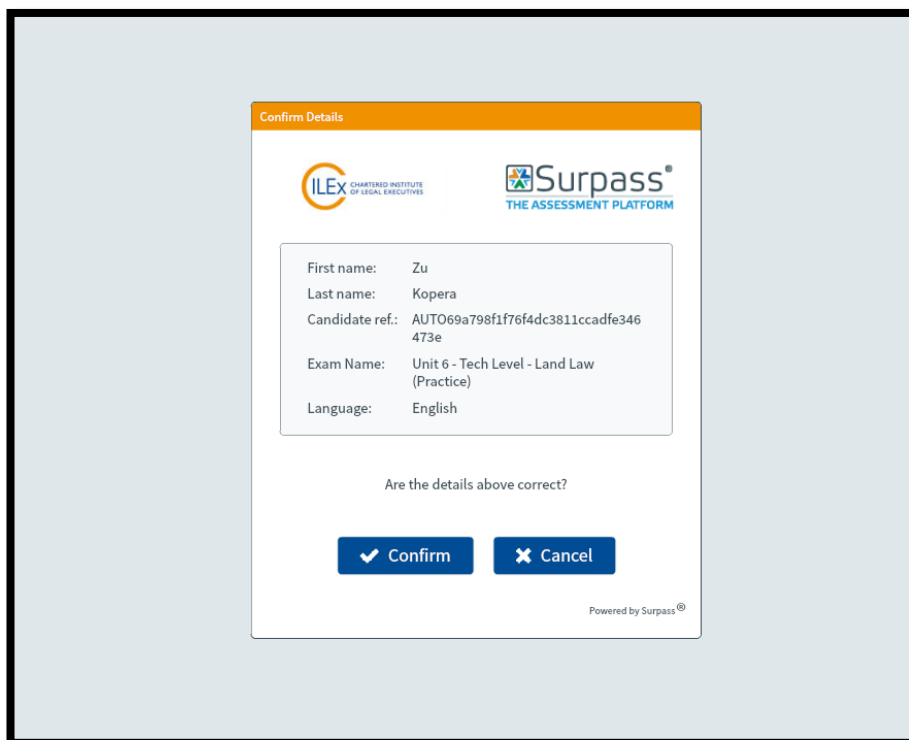 Confirm Details
CILEX CHARTERED INSTITUTE
OF LEGAL EXECUTIVES
Surpass®
THE ASSESSMENT PLATFORM
First name: Zu
Last name: Kopera
Candidate ref.: AUTO69a798f1f76f4dc3811ccadfe346
473e
Exam Name: Unit 6 - Tech Level - Land Law
(Practice)
Language: English
Are the details above correct?
Confirm Cancel
Powered by Surpass®